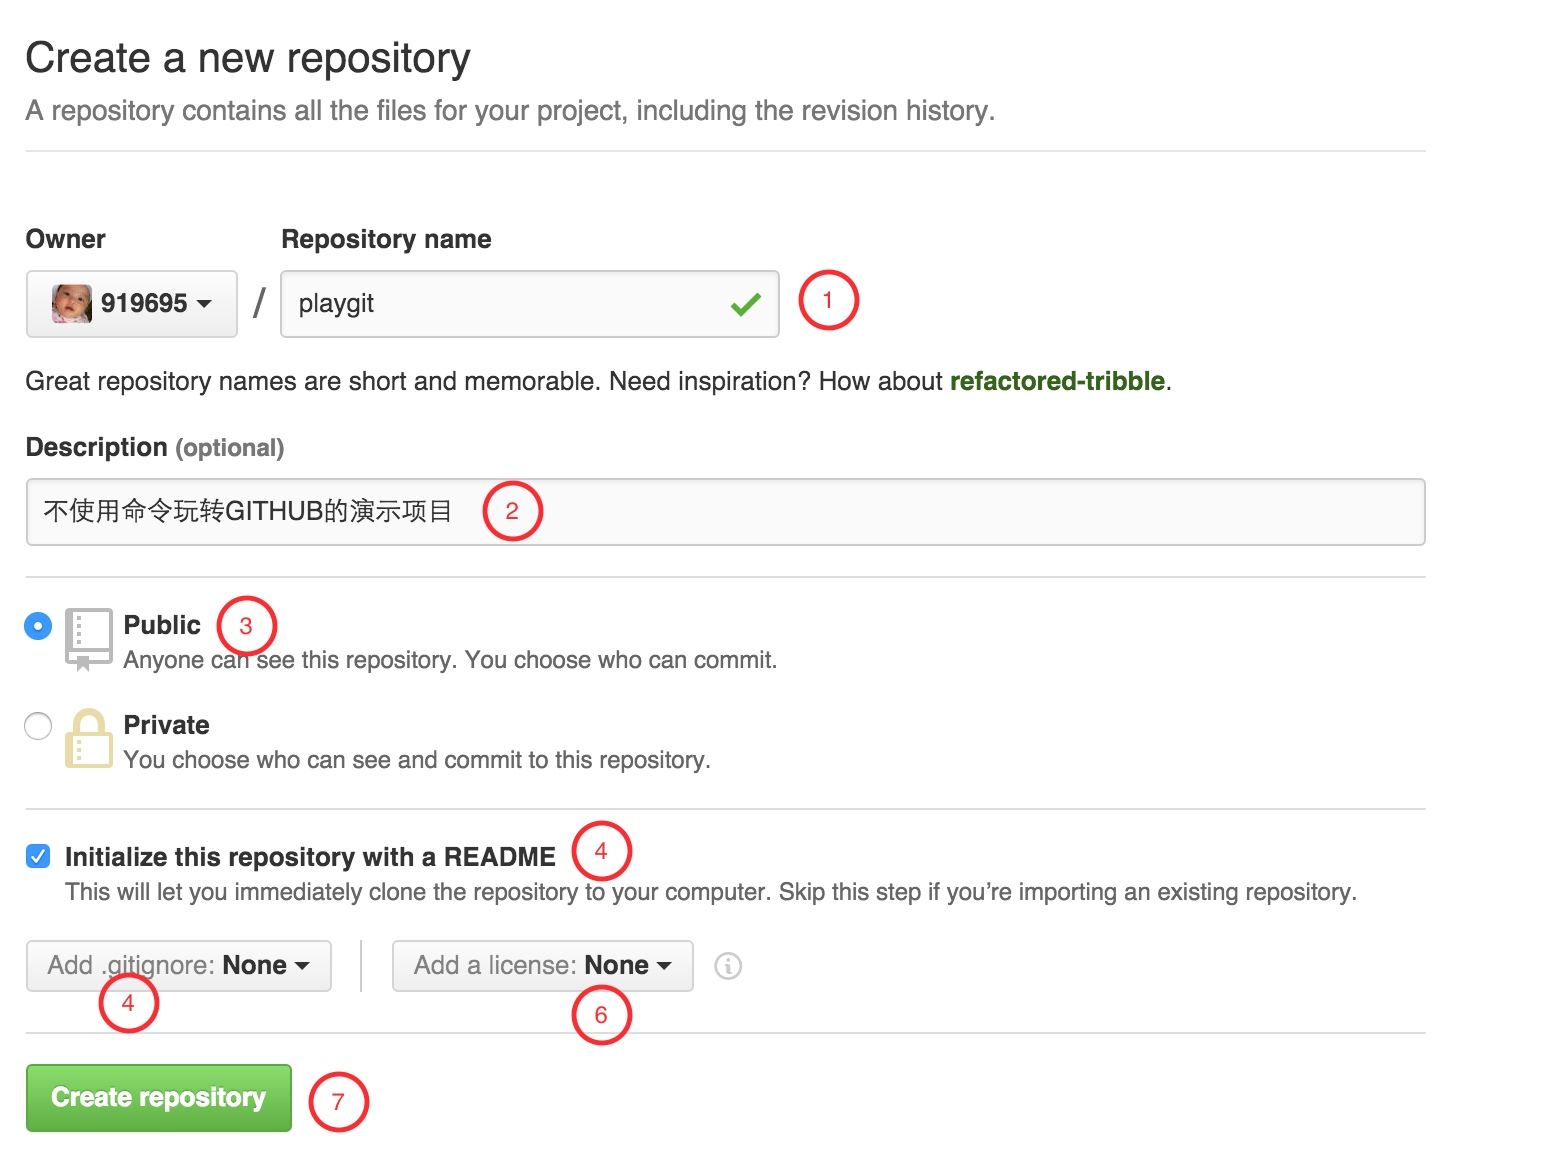 Create a new repository
A repository contains all the files for your project, including the revision history.
Owner Repository name
919695 / playgit 1
Great repository names are short and memorable. Need inspiration? How about refactored-tribble.
Description (optional)
不使用命令玩转GITHUB的演示项目 2
Public 3
Anyone can see this repository. You choose who can commit.
Private
You choose who can see and commit to this repository.
Initialize this repository with a README 4
This will let you immediately clone the repository to your computer. Skip this step if you’re importing an existing repository.
Add .gitignore: None Add a license: None
4 6
Create repository 7